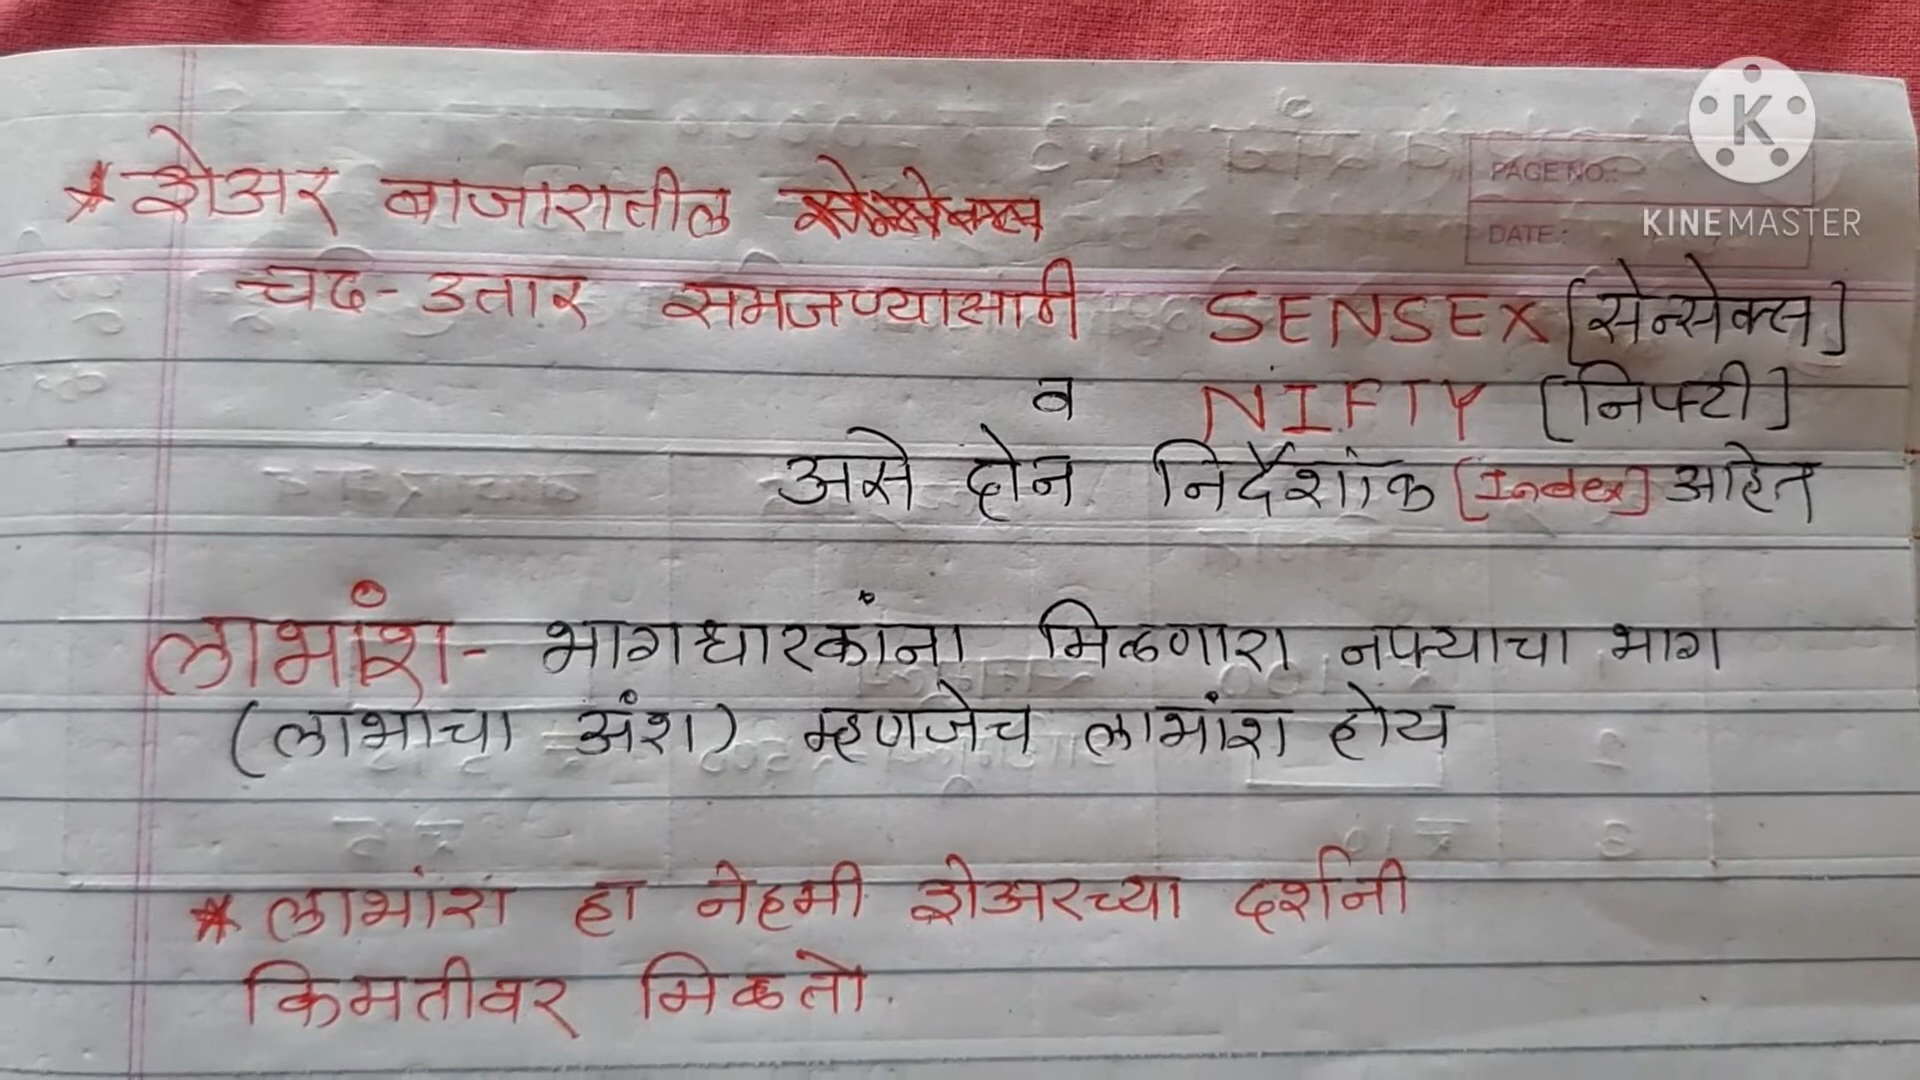 * शेअर बाजारातील
PAGE NO.:
DATE:
KINEMASTER
चढ-उतार समजण्यासाठी SENSEX [सेन्सेक्स]
व NIFTY [निफ्टी]
असे दोन निर्देशांक [Index] आहेत
लाभांश - भागधारकांना मिळणारा नफ्याचा भाग
(लाभाचा अंश) म्हणजेच लाभांश होय
* लाभांश हा नेहमी शेअरच्या दर्शनी
किमतीवर मिळतो.